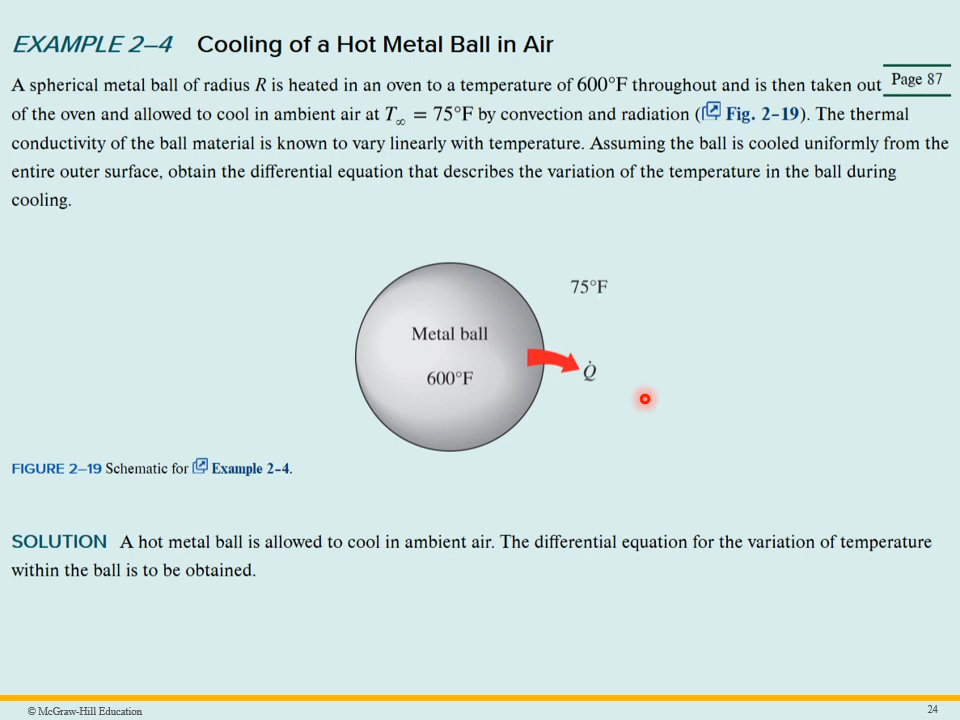 EXAMPLE 2–4 Cooling of a Hot Metal Ball in Air
A spherical metal ball of radius R is heated in an oven to a temperature of 600°F throughout and is then taken out
Page 87
of the oven and allowed to cool in ambient air at T∞ = 75°F by convection and radiation (Fig. 2–19). The thermal
conductivity of the ball material is known to vary linearly with temperature. Assuming the ball is cooled uniformly from the
entire outer surface, obtain the differential equation that describes the variation of the temperature in the ball during
cooling.
75°F
Metal ball
Q̇
600°F
FIGURE 2–19 Schematic for Example 2–4.
SOLUTION A hot metal ball is allowed to cool in ambient air. The differential equation for the variation of temperature
within the ball is to be obtained.
© McGraw-Hill Education
24